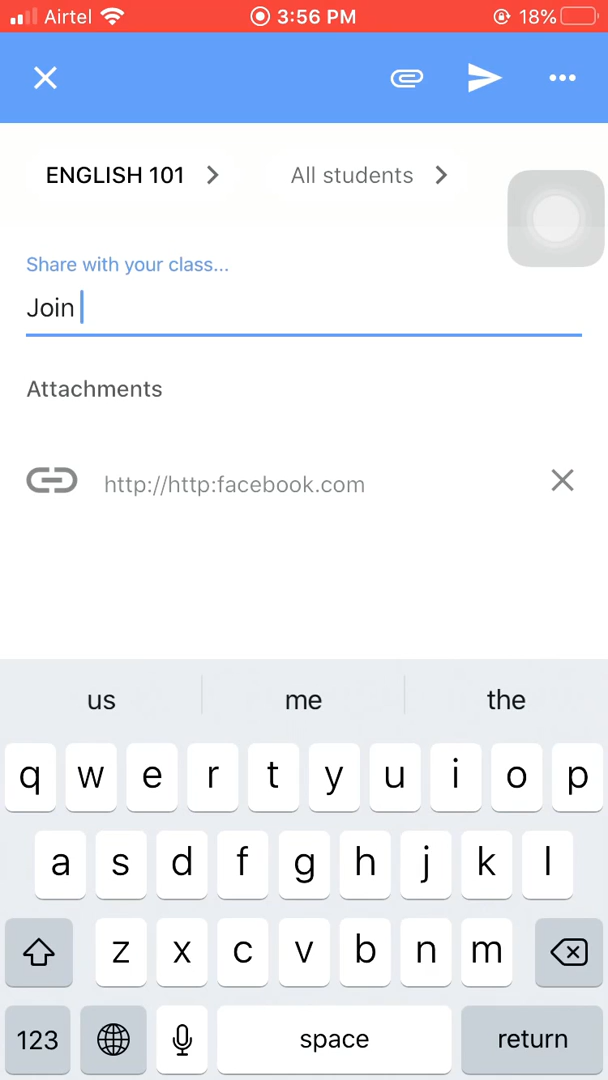 Airtel 3:56 PM 18%
ENGLISH 101 All students
Share with your class...
Join
Attachments
http://http:facebook.com
us me the
q w e r t y u i o p
a s d f g h j k l
z x c v b n m
123 space return